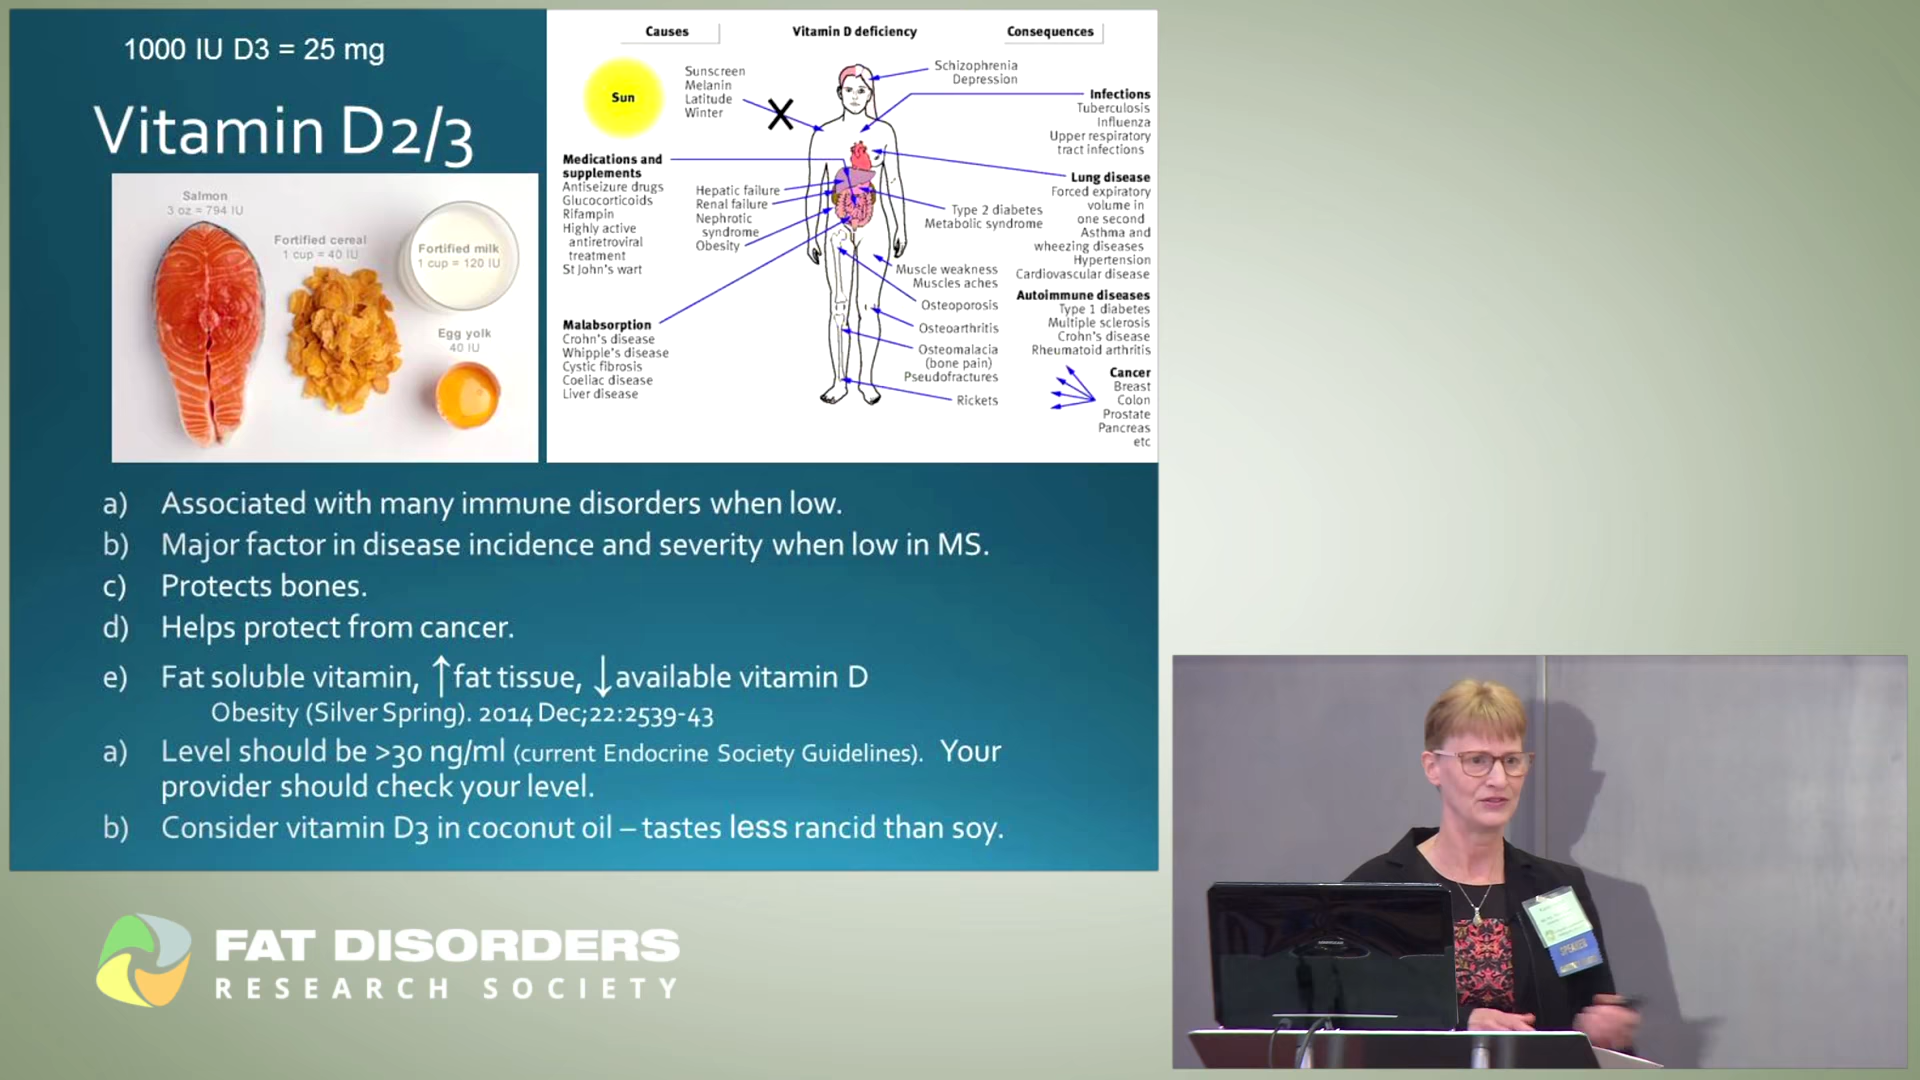 1000 IU D3 = 25 mg
Vitamin D2/3
Salmon
3 oz = 794 IU
Fortified cereal
1 cup = 40 IU
Fortified milk
1 cup = 120 IU
Egg yolk
40 IU
Causes
Vitamin D deficiency
Consequences
Sun
Sunscreen
Melanin
Latitude
Winter
Medications and
supplements
Antiseizure drugs
Glucocorticoids
Rifampin
Highly active
antiretroviral
treatment
St John's wart
Hepatic failure
Renal failure
Nephrotic
syndrome
Obesity
Malabsorption
Crohn's disease
Whipple's disease
Cystic fibrosis
Coeliac disease
Liver disease
Schizophrenia
Depression
Infections
Tuberculosis
Influenza
Upper respiratory
tract infections
Lung disease
Forced expiratory
volume in
one second
Asthma and
wheezing diseases
Hypertension
Cardiovascular disease
Type 2 diabetes
Metabolic syndrome
Muscle weakness
Muscles aches
Osteoporosis
Osteoarthritis
Osteomalacia
(bone pain)
Pseudofractures
Rickets
Autoimmune diseases
Type 1 diabetes
Multiple sclerosis
Crohn's disease
Rheumatoid arthritis
Cancer
Breast
Colon
Prostate
Pancreas
etc
a) Associated with many immune disorders when low.
b) Major factor in disease incidence and severity when low in MS.
c) Protects bones.
d) Helps protect from cancer.
e) Fat soluble vitamin, ↑fat tissue, ↓available vitamin D
Obesity (Silver Spring). 2014 Dec;22:2539-43
a) Level should be >30 ng/ml (current Endocrine Society Guidelines). Your
provider should check your level.
b) Consider vitamin D3 in coconut oil – tastes less rancid than soy.
FAT DISORDERS
RESEARCH SOCIETY
SPEAKER